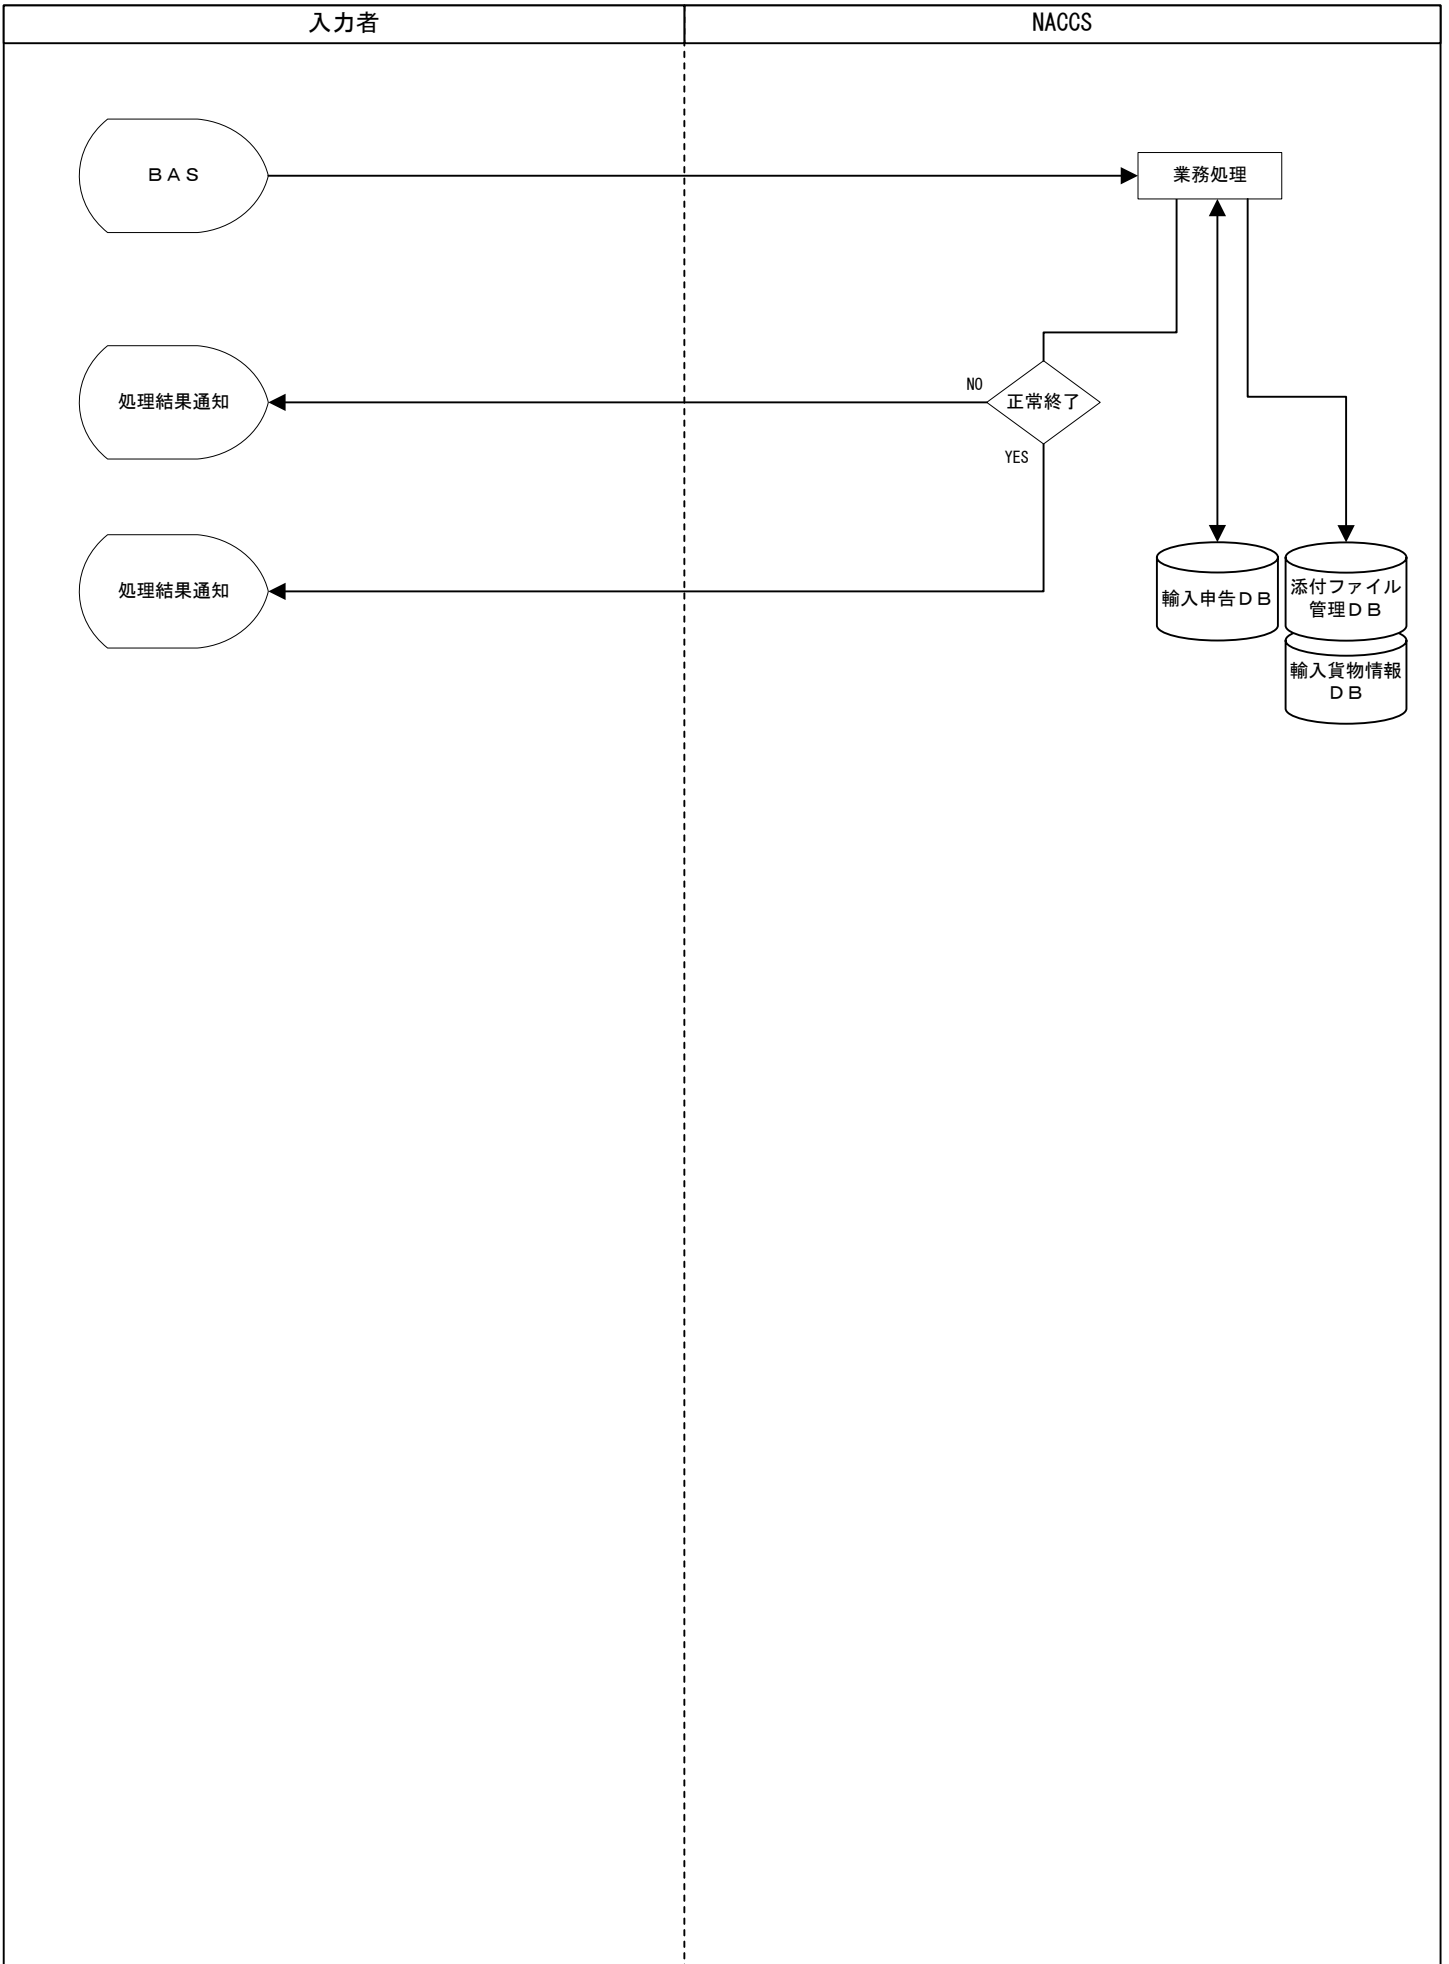 入力者
NACCS
ＢＡＳ
業務処理
処理結果通知
NO
正常終了
YES
処理結果通知
輸入申告ＤＢ
添付ファイル
管理ＤＢ
輸入貨物情報
ＤＢ